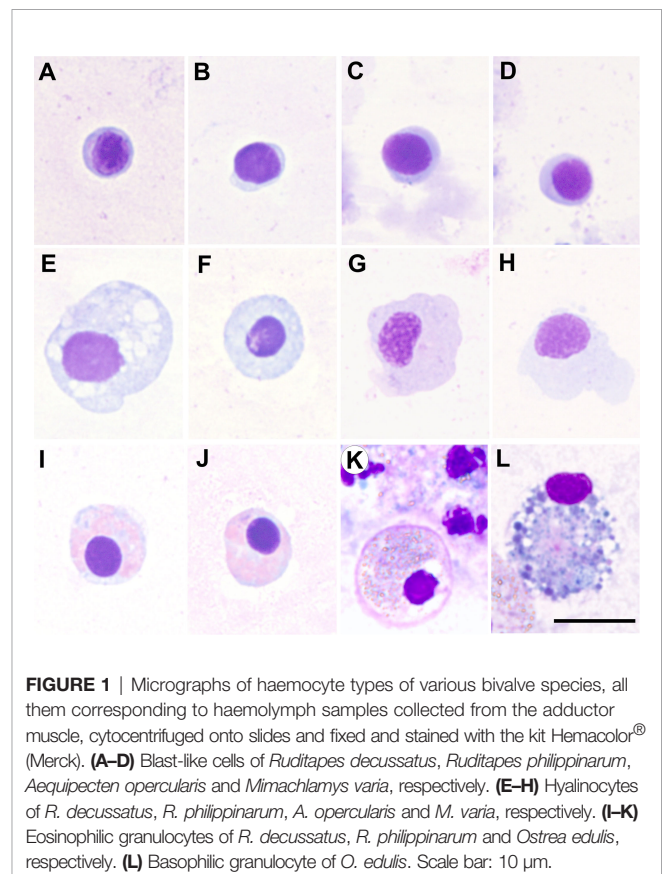 A
B
C
D
E
F
G
H
I
J
K
L
FIGURE 1 | Micrographs of haemocyte types of various bivalve species, all
them corresponding to haemolymph samples collected from the adductor
muscle, cytocentrifuged onto slides and fixed and stained with the kit Hemacolor®
(Merck). (A–D) Blast-like cells of Ruditapes decussatus, Ruditapes philippinarum,
Aequipecten opercularis and Mimachlamys varia, respectively. (E–H) Hyalinocytes
of R. decussatus, R. philippinarum, A. opercularis and M. varia, respectively. (I–K)
Eosinophilic granulocytes of R. decussatus, R. philippinarum and Ostrea edulis,
respectively. (L) Basophilic granulocyte of O. edulis. Scale bar: 10 μm.